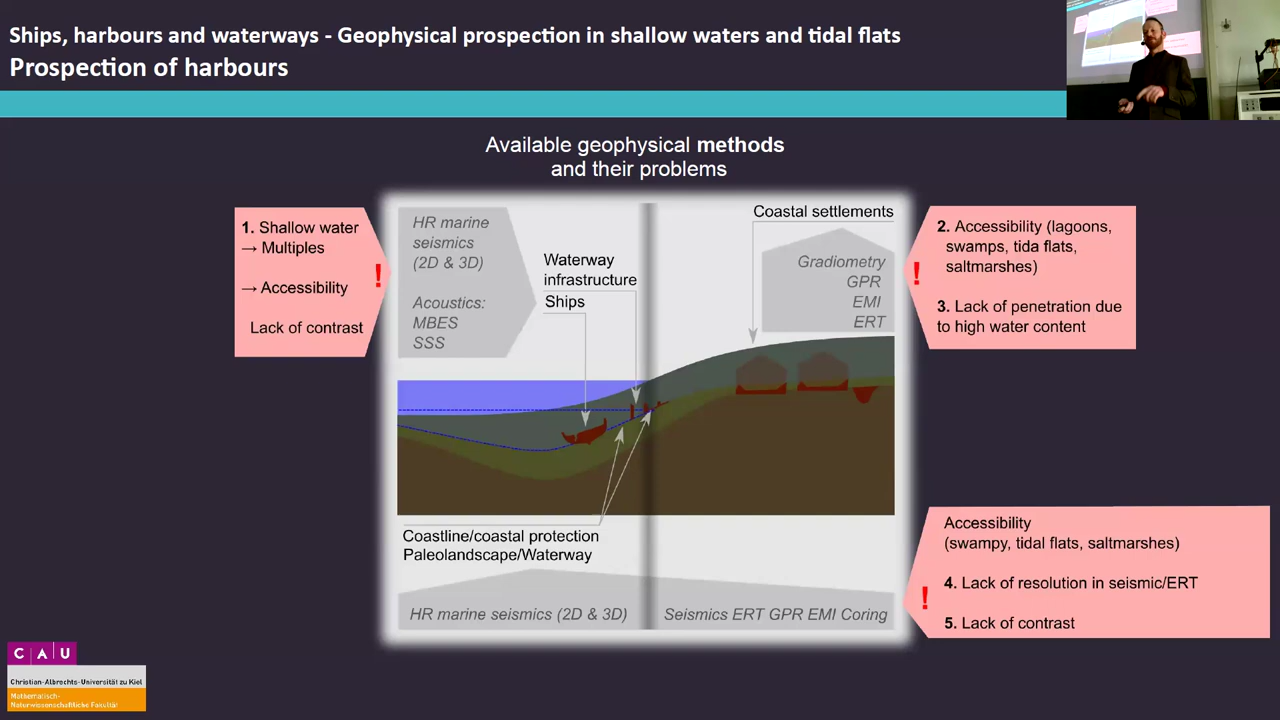 Ships, harbours and waterways - Geophysical prospection in shallow waters and tidal flats
Prospection of harbours
Available geophysical methods
and their problems
1. Shallow water
→ Multiples
→ Accessibility
Lack of contrast
!
HR marine
seismics
(2D & 3D)
Acoustics:
MBES
SSS
Waterway
infrastructure
Ships
Coastal settlements
Gradiometry
GPR
EMI
ERT
!
2. Accessibility (lagoons,
swamps, tida flats,
saltmarshes)
3. Lack of penetration due
to high water content
Coastline/coastal protection
Paleolandscape/Waterway
HR marine seismics (2D & 3D)
Seismics ERT GPR EMI Coring
!
Accessibility
(swampy, tidal flats, saltmarshes)
4. Lack of resolution in seismic/ERT
5. Lack of contrast
C A U
Christian-Albrechts-Universität zu Kiel
Mathematisch-
Naturwissenschaftliche Fakultät